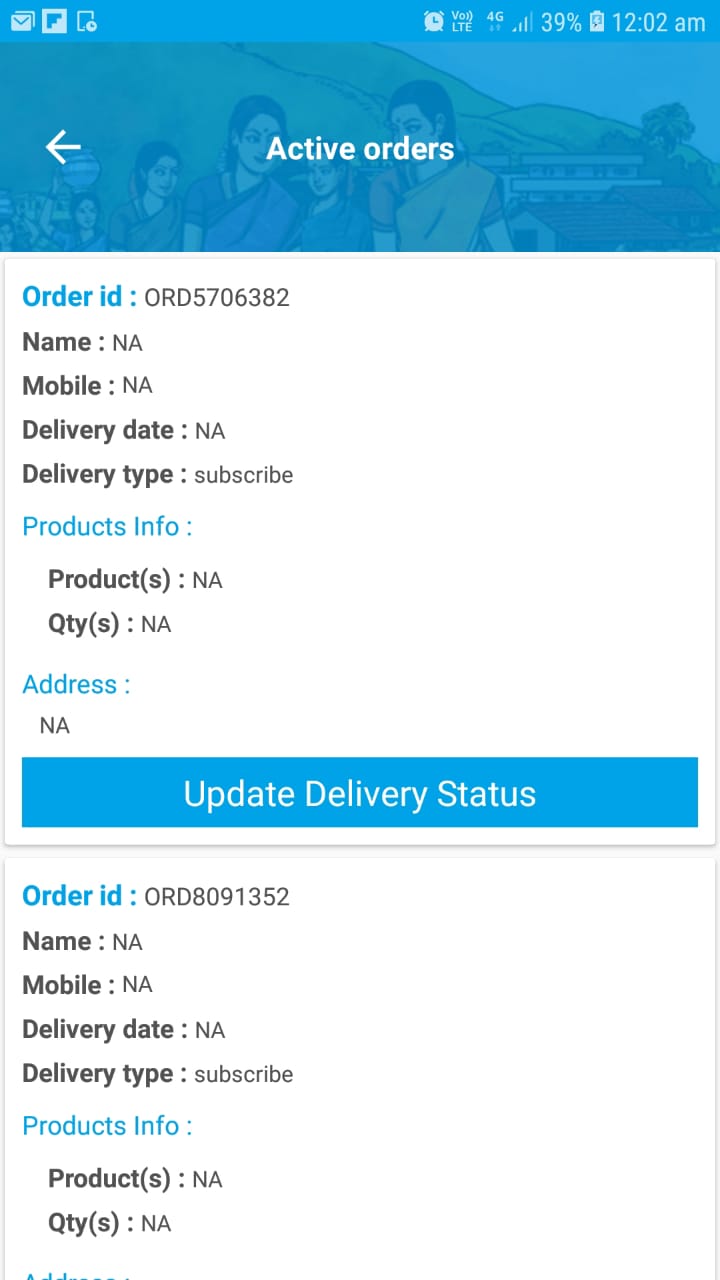 Vo)) 4G 39% 12:02 am
LTE
Active orders
Order id : ORD5706382
Name : NA
Mobile : NA
Delivery date : NA
Delivery type : subscribe
Products Info :
Product(s) : NA
Qty(s) : NA
Address :
NA
Update Delivery Status
Order id : ORD8091352
Name : NA
Mobile : NA
Delivery date : NA
Delivery type : subscribe
Products Info :
Product(s) : NA
Qty(s) : NA